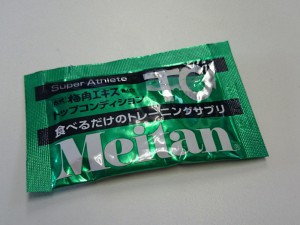 Super Athlete
梅肉エキス
トップコンディション
食べるだけのトレーニングサプリ
Meitan